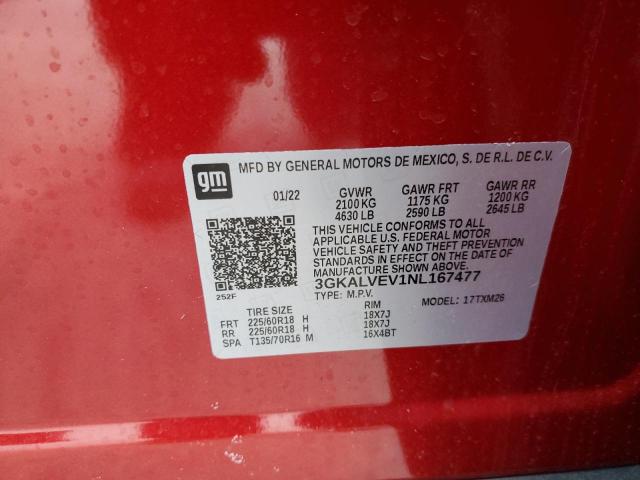 gm
MFD BY GENERAL MOTORS DE MEXICO, S. DE R.L. DE C.V.
01/22 GVWR GAWR FRT GAWR RR
2100 KG 1175 KG 1200 KG
4630 LB 2590 LB 2645 LB
THIS VEHICLE CONFORMS TO ALL
APPLICABLE U.S. FEDERAL MOTOR
VEHICLE SAFETY AND THEFT PREVENTION
STANDARDS IN EFFECT ON THE DATE OF
MANUFACTURE SHOWN ABOVE.
3GKALVEV1NL167477
252F TYPE: M.P.V. MODEL: 17TXM26
TIRE SIZE RIM
FRT 225/60R18 H 18X7J
RR 225/60R18 H 18X7J
SPA T135/70R16 M 16X4BT